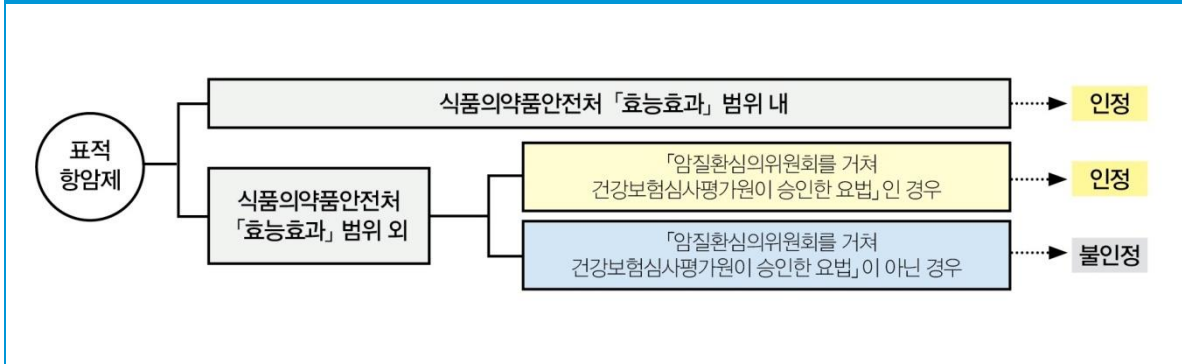 표적
항암제
식품의약품안전처 「효능효과」 범위 내
인정
식품의약품안전처
「효능효과」 범위 외
「암질환심의위원회를 거쳐
건강보험심사평가원이 승인한 요법」인 경우
인정
「암질환심의위원회를 거쳐
건강보험심사평가원이 승인한 요법」이 아닌 경우
불인정